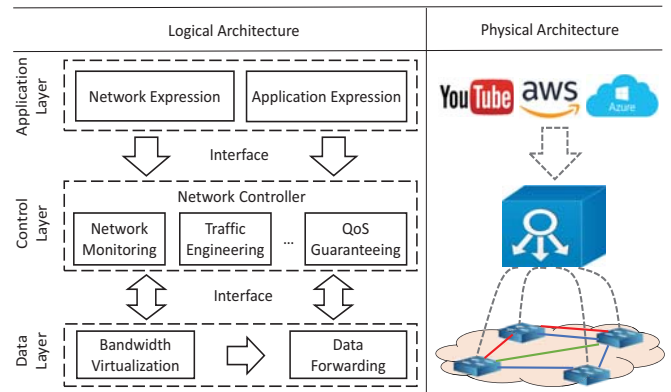 Logical Architecture
Physical Architecture
Application
Layer
Network Expression
Application Expression
YouTube
aws
Azure
Interface
Control
Layer
Network Controller
Network
Monitoring
Traffic
Engineering
...
QoS
Guaranteeing
Interface
Data
Layer
Bandwidth
Virtualization
Data
Forwarding